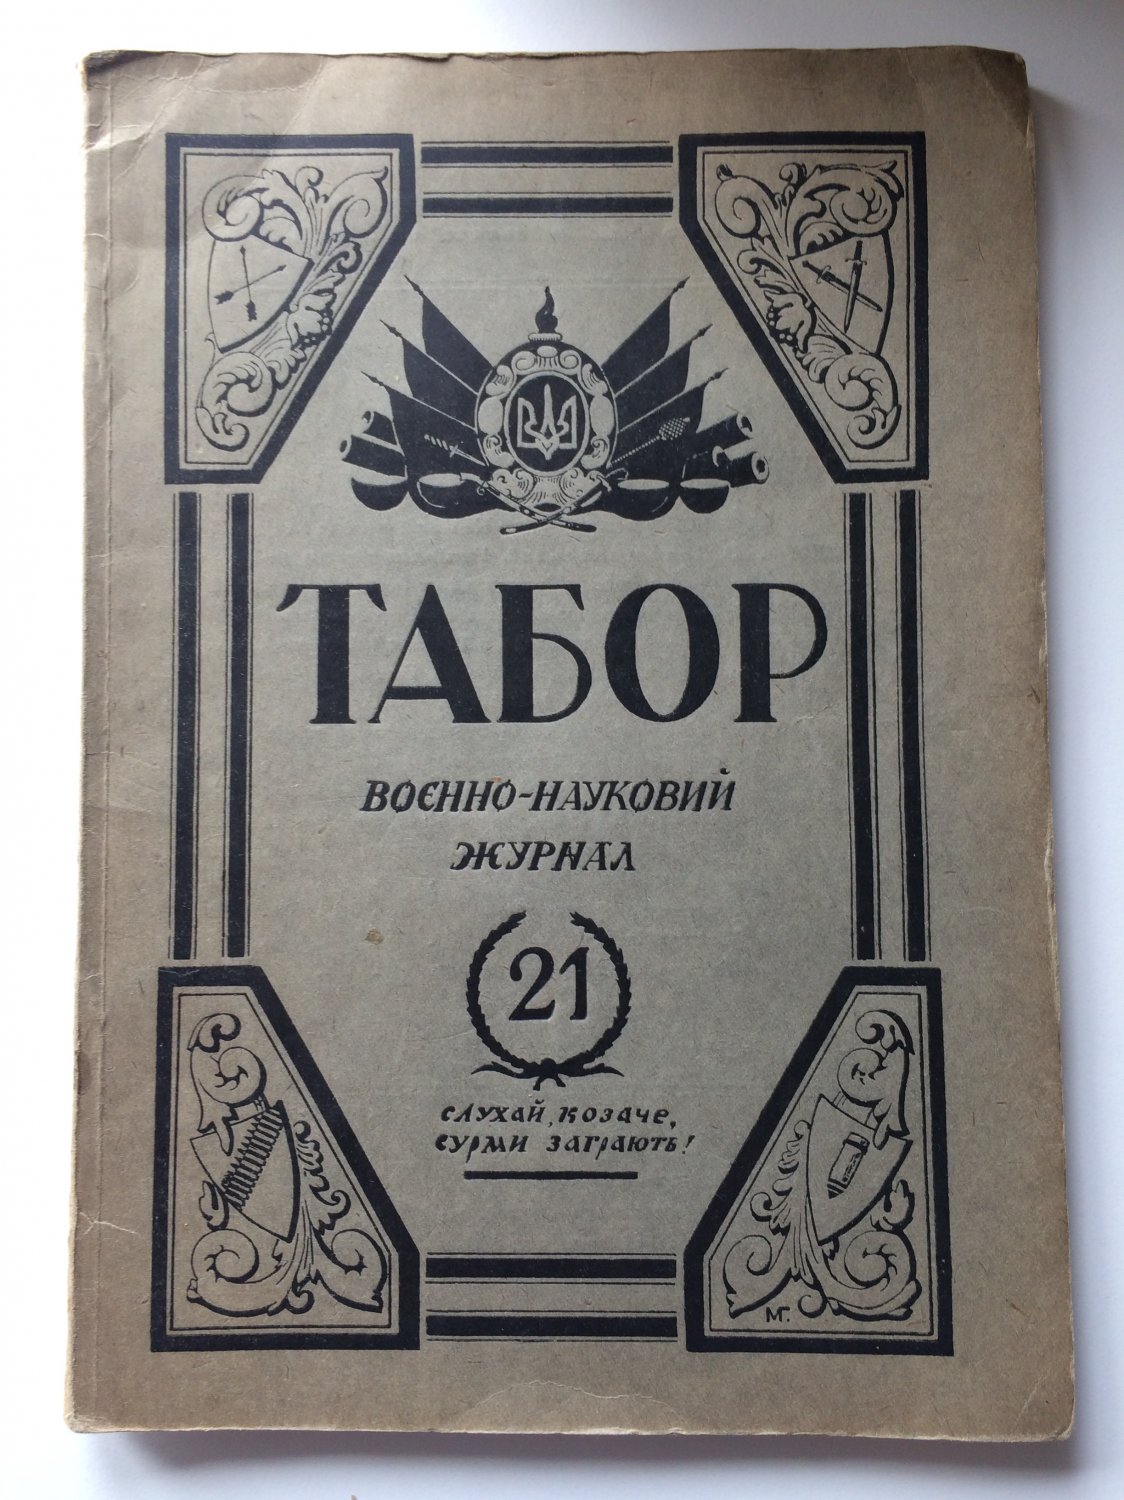 ТАБОР
ВОЄННО-НАУКОВИЙ
ЖУРНАЛ
21
СЛУХАЙ, КОЗАЧЕ,
СУРМИ ЗАГРАЮТЬ!
МГ.